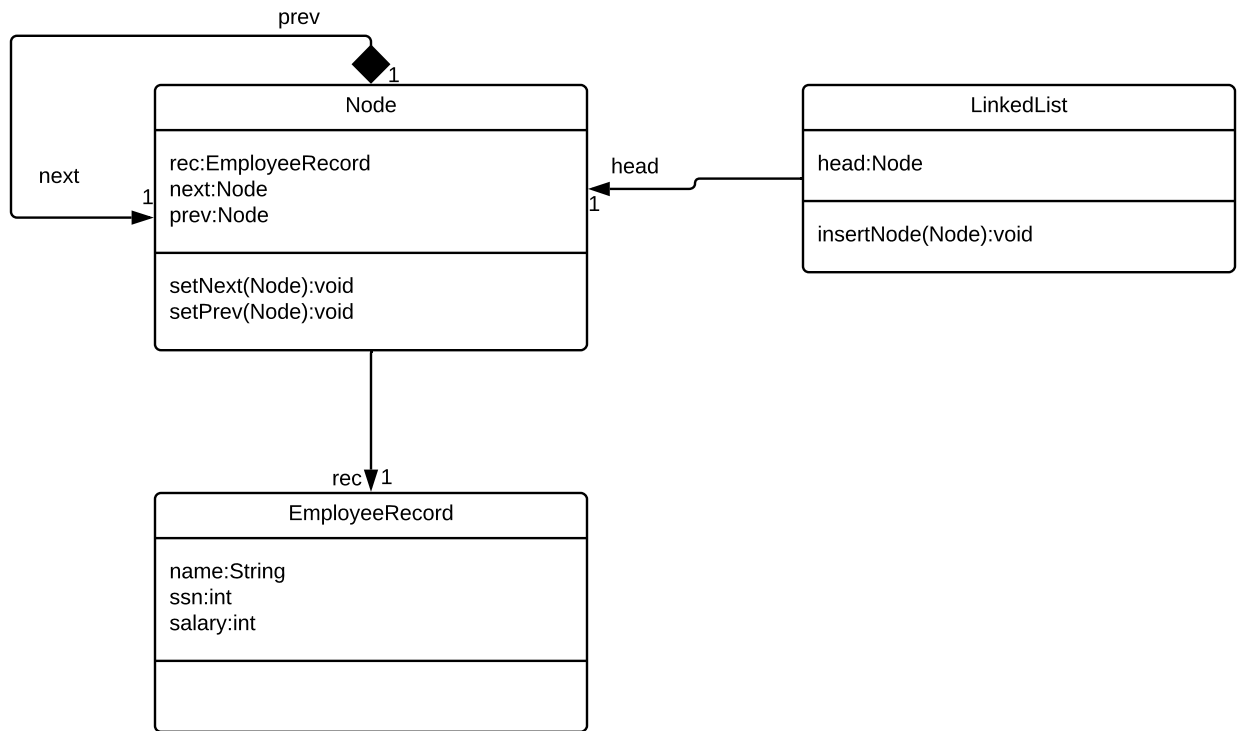 prev
1
Node
rec:EmployeeRecord
next:Node
prev:Node
setNext(Node):void
setPrev(Node):void
next
1
head
1
LinkedList
head:Node
insertNode(Node):void
rec
1
EmployeeRecord
name:String
ssn:int
salary:int